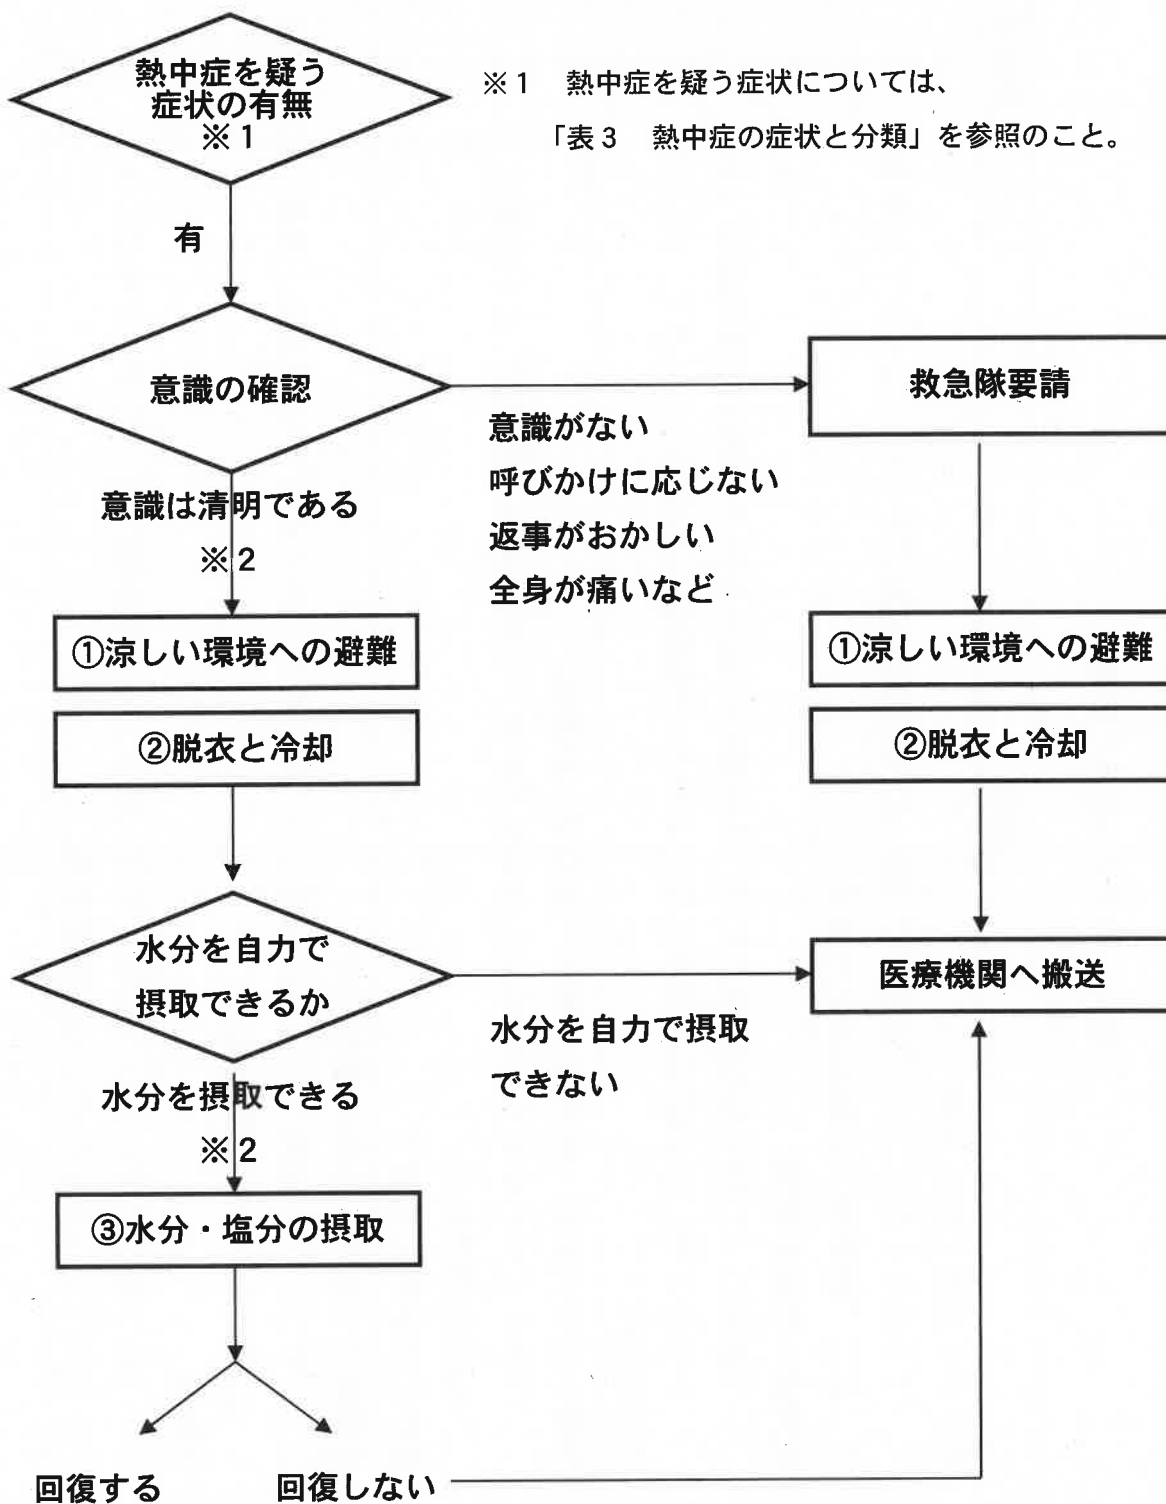 熱中症を疑う
症状の有無
※1
※1　熱中症を疑う症状については、
「表3　熱中症の症状と分類」を参照のこと。
有
意識の確認
救急隊要請
意識がない
呼びかけに応じない
返事がおかしい
全身が痛いなど
意識は清明である
※2
①涼しい環境への避難
①涼しい環境への避難
②脱衣と冷却
②脱衣と冷却
水分を自力で
摂取できるか
医療機関へ搬送
水分を自力で摂取
できない
水分を摂取できる
※2
③水分・塩分の摂取
回復する
回復しない